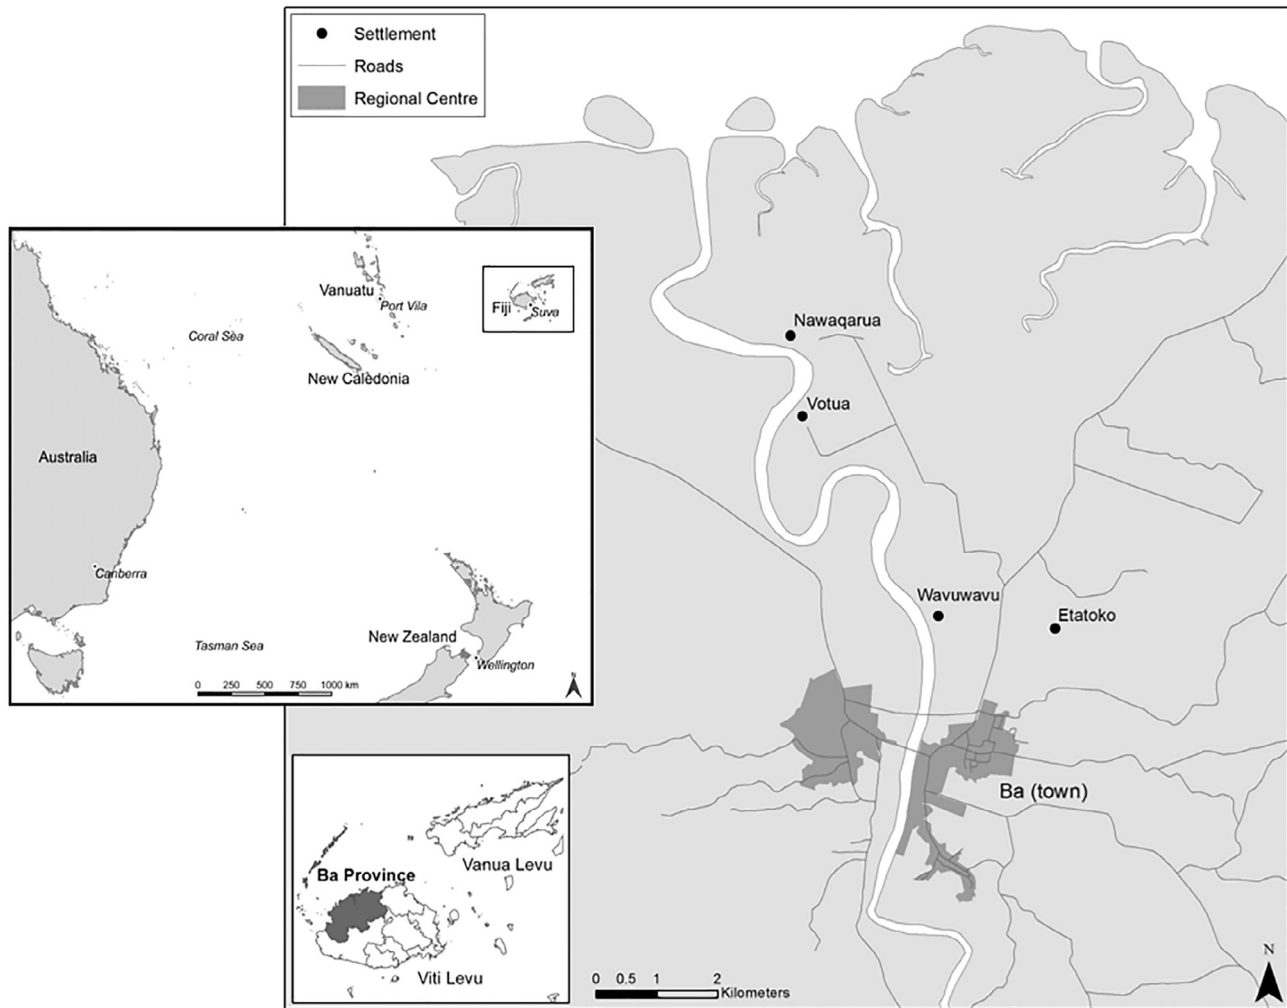 Settlement
Roads
Regional Centre
Nawaqarua
Votua
Wavuwavu
Etatoko
Ba (town)
0 0.5 1 2
Kilometers
N
Vanuatu
Port Vila
Fiji
Suva
Coral Sea
New Caledonia
Australia
Canberra
New Zealand
Tasman Sea
Wellington
0 250 500 750 1000 km
N
Vanua Levu
Ba Province
Viti Levu